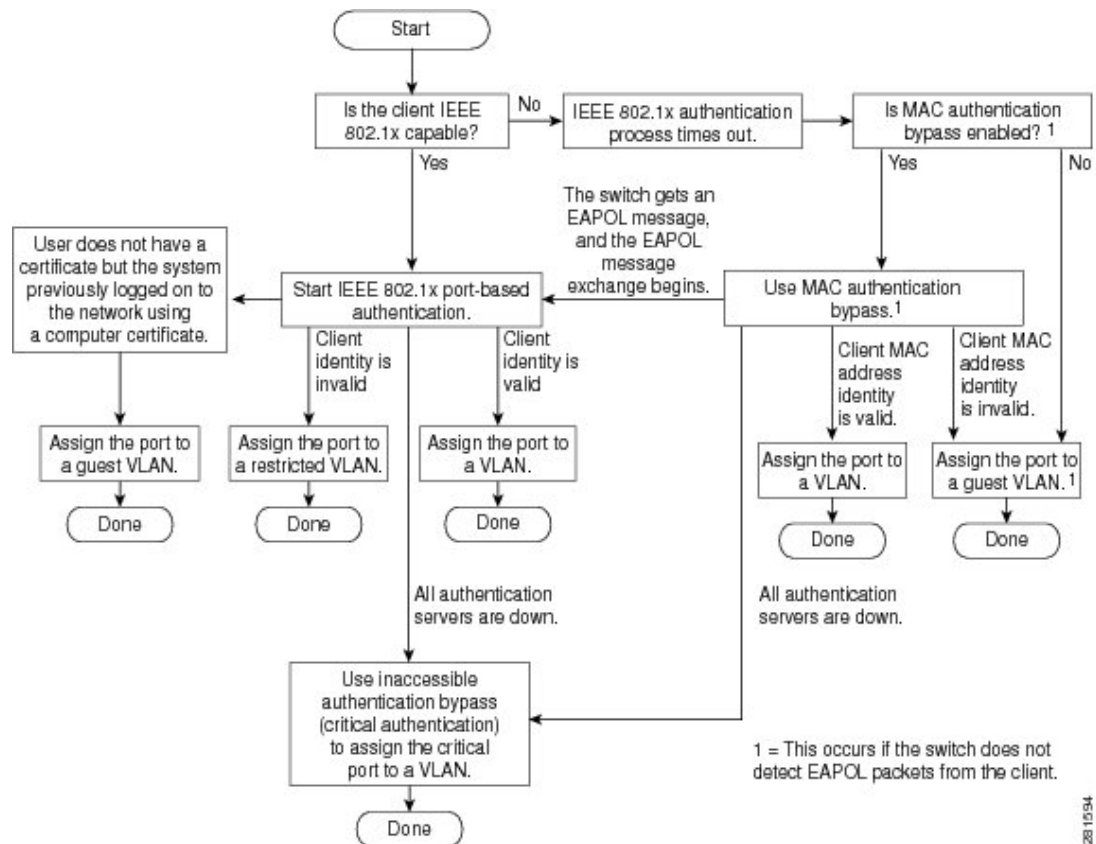 Start
Is the client IEEE
802.1x capable?
No
IEEE 802.1x authentication
process times out.
Is MAC authentication
bypass enabled? 1
Yes
Yes
No
The switch gets an
EAPOL message,
and the EAPOL
message
exchange begins.
User does not have a
certificate but the system
previously logged on to
the network using
a computer certificate.
Start IEEE 802.1x port-based
authentication.
Use MAC authentication
bypass.1
Client
identity is
invalid
Client
identity is
valid
Client MAC
address
identity
is valid.
Client MAC
address
identity
is invalid.
Assign the port to
a guest VLAN.
Assign the port to
a restricted VLAN.
Assign the port to
a VLAN.
Assign the port to
a VLAN.
Assign the port to
a guest VLAN.1
Done
Done
Done
Done
Done
All authentication
servers are down.
All authentication
servers are down.
Use inaccessible
authentication bypass
(critical authentication)
to assign the critical
port to a VLAN.
Done
1 = This occurs if the switch does not
detect EAPOL packets from the client.
281594